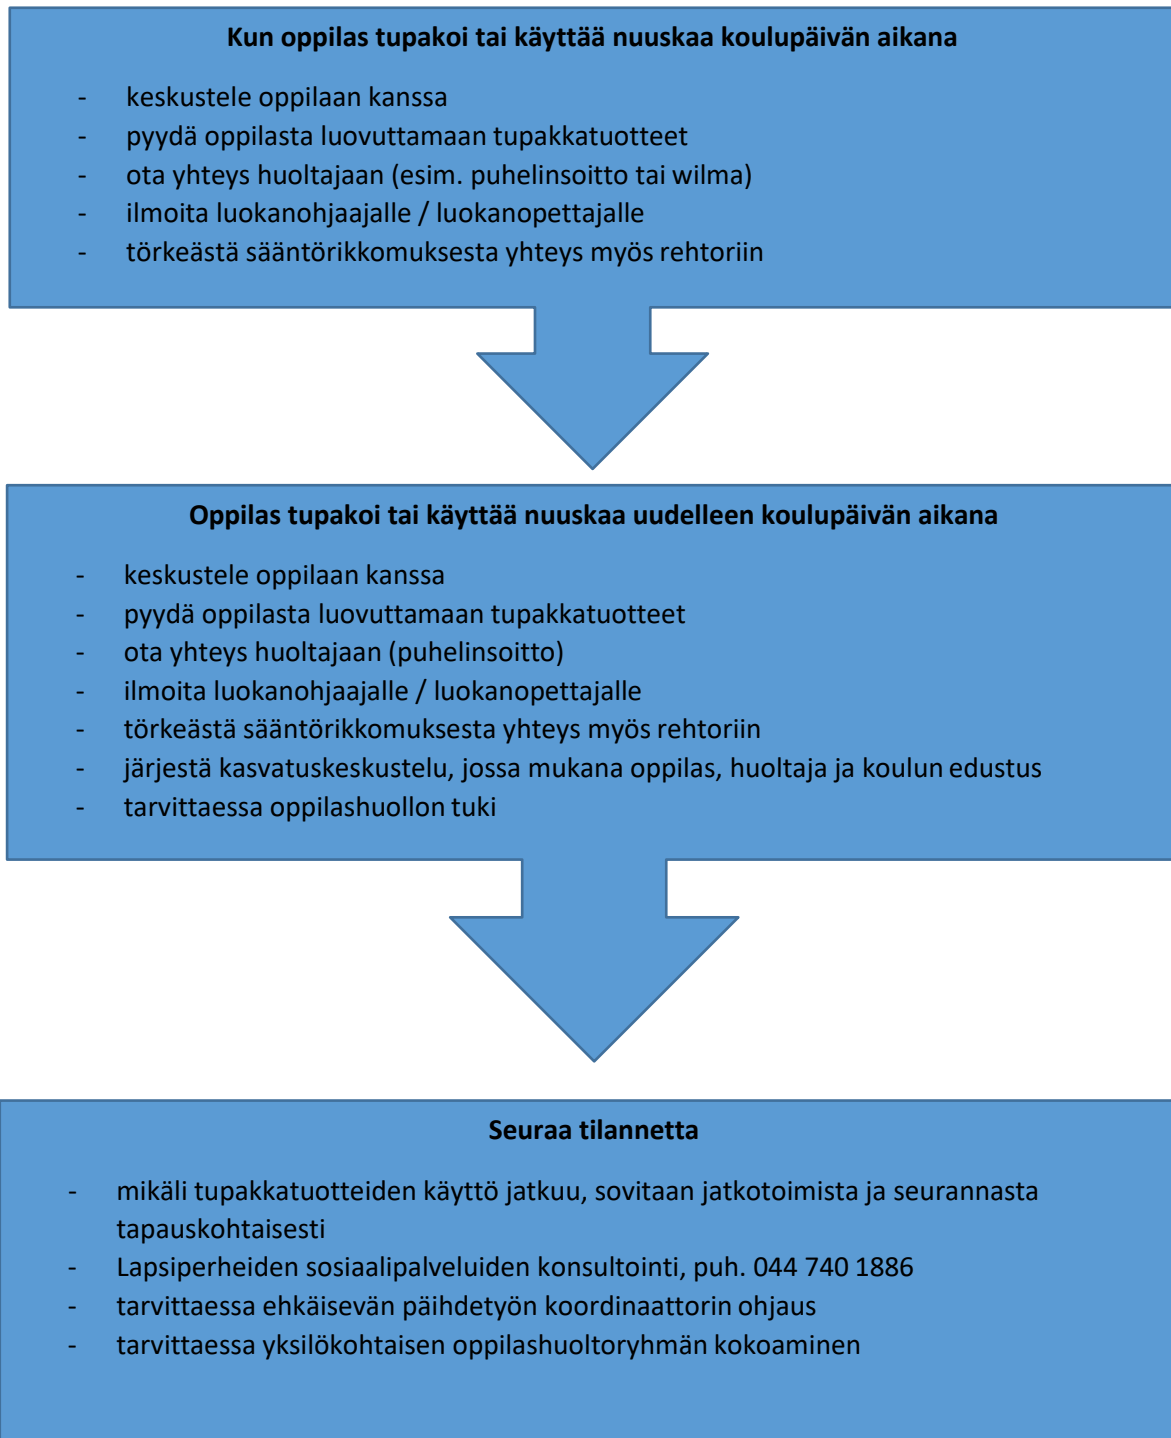 Kun oppilas tupakoi tai käyttää nuuskaa koulupäivän aikana
- keskustele oppilaan kanssa
- pyydä oppilasta luovuttamaan tupakkatuotteet
- ota yhteys huoltajaan (esim. puhelinsoitto tai wilma)
- ilmoita luokanohjaajalle / luokanopettajalle
- törkeästä sääntörikkomuksesta yhteys myös rehtoriin
Oppilas tupakoi tai käyttää nuuskaa uudelleen koulupäivän aikana
- keskustele oppilaan kanssa
- pyydä oppilasta luovuttamaan tupakkatuotteet
- ota yhteys huoltajaan (puhelinsoitto)
- ilmoita luokanohjaajalle / luokanopettajalle
- törkeästä sääntörikkomuksesta yhteys myös rehtoriin
- järjestä kasvatuskeskustelu, jossa mukana oppilas, huoltaja ja koulun edustus
- tarvittaessa oppilashuollon tuki
Seuraa tilannetta
- mikäli tupakkatuotteiden käyttö jatkuu, sovitaan jatkotoimista ja seurannasta
tapauskohtaisesti
- Lapsiperheiden sosiaalipalveluiden konsultointi, puh. 044 740 1886
- tarvittaessa ehkäisevän päihdetyön koordinaattorin ohjaus
- tarvittaessa yksilökohtaisen oppilashuoltoryhmän kokoaminen